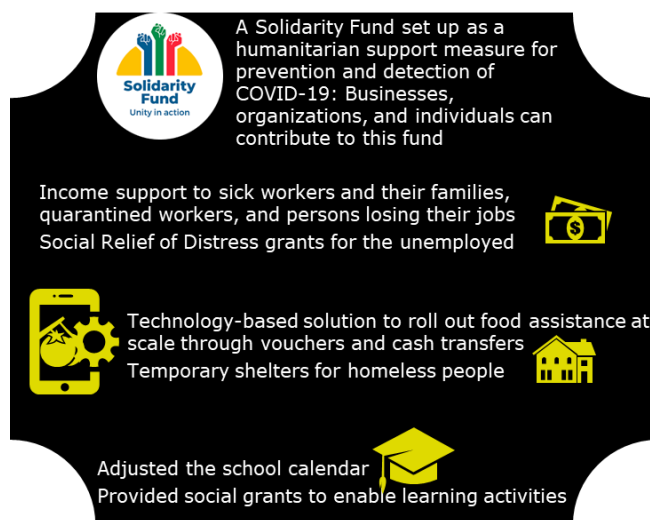 Solidarity
Fund
Unity in action
A Solidarity Fund set up as a
humanitarian support measure for
prevention and detection of
COVID-19: Businesses,
organizations, and individuals can
contribute to this fund
Income support to sick workers and their families,
quarantined workers, and persons losing their jobs
Social Relief of Distress grants for the unemployed
$
Technology-based solution to roll out food assistance at
scale through vouchers and cash transfers
Temporary shelters for homeless people
Adjusted the school calendar
Provided social grants to enable learning activities